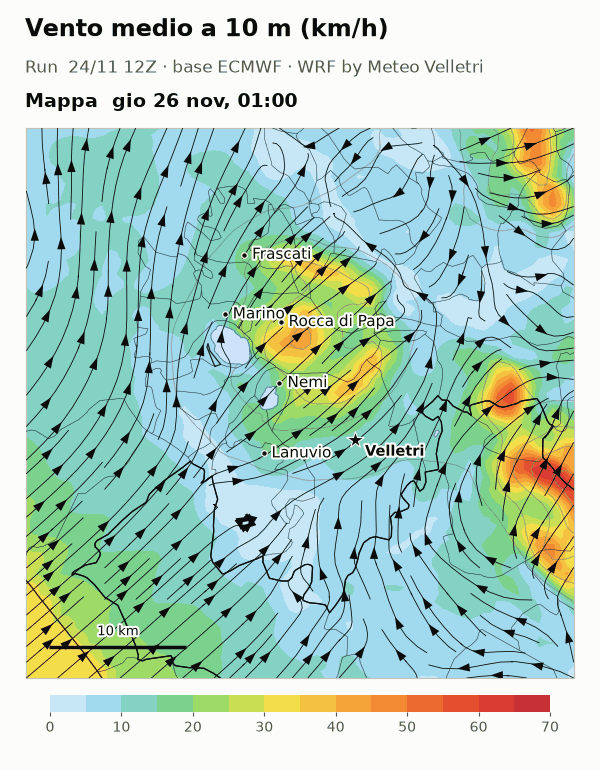 Vento medio a 10 m (km/h)
Run  24/11 12Z · base ECMWF · WRF by Meteo Velletri
Mappa  gio 26 nov, 01:00
Frascati
Marino
Rocca di Papa
Nemi
Velletri
Lanuvio
10 km
0 10 20 30 40 50 60 70